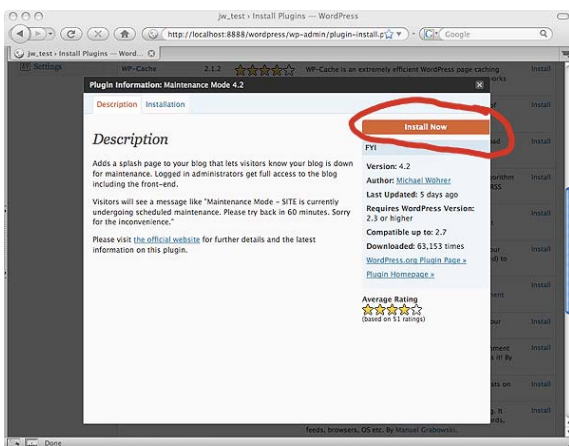 jw_test › Install Plugins — WordPress
http://localhost:8888/wordpress/wp-admin/plugin-install.p
Google
jw_test › Install Plugins — Word...
Settings
WP-Cache 2.1.2 WP-Cache is an extremely efficient WordPress page caching Install
Plugin Information: Maintenance Mode 4.2
Description Installation
Install Now
Description
Adds a splash page to your blog that lets visitors know your blog is down
for maintenance. Logged in administrators get full access to the blog
including the front-end.
Visitors will see a message like "Maintenance Mode - SITE is currently
undergoing scheduled maintenance. Please try back in 60 minutes. Sorry
for the inconvenience."
Please visit the official website for further details and the latest
information on this plugin.
FYI
Version: 4.2
Author: Michael Wöhrer
Last Updated: 5 days ago
Requires WordPress Version:
2.3 or higher
Compatible up to: 2.7
Downloaded: 63,153 times
WordPress.org Plugin Page »
Plugin Homepage »
Average Rating
(based on 51 ratings)
Install
Install
Install
Install
Install
Install
Install
Install
Install
Install
feeds, browsers, OS etc. By Manuel Grabowski.
Done